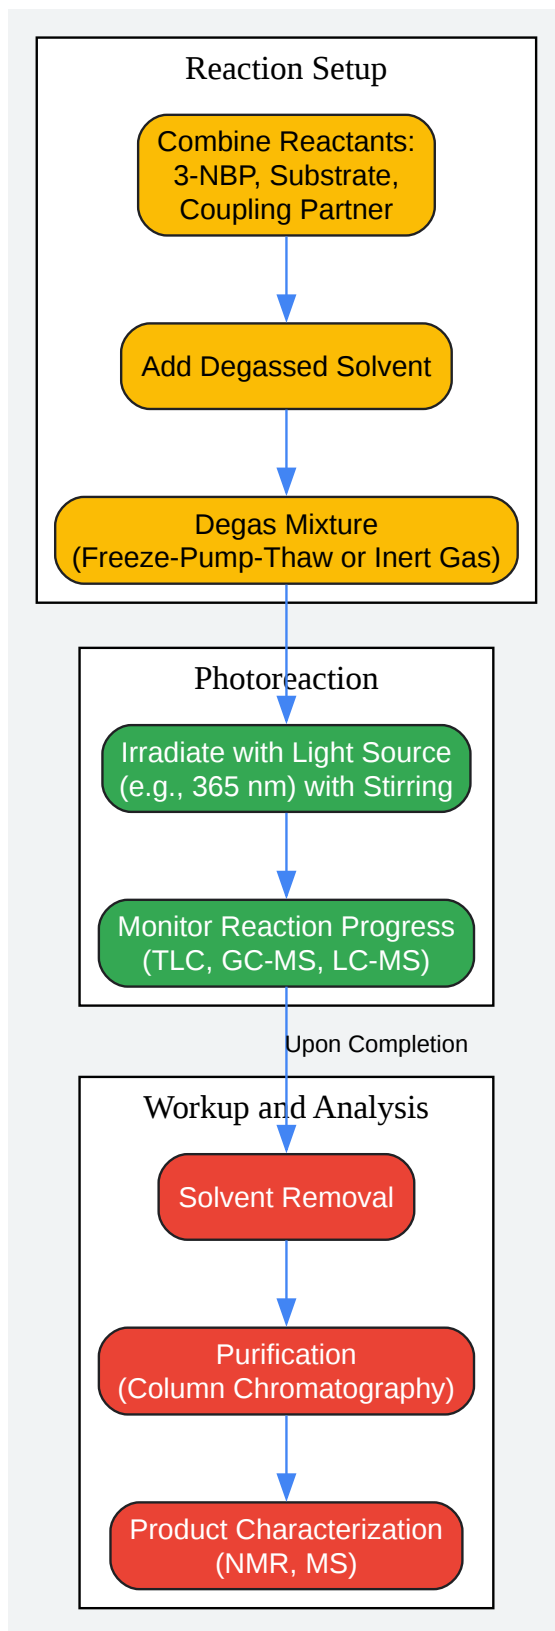 Reaction Setup
Combine Reactants:
3-NBP, Substrate,
Coupling Partner
Add Degassed Solvent
Degas Mixture
(Freeze-Pump-Thaw or Inert Gas)
Photoreaction
Irradiate with Light Source
(e.g., 365 nm) with Stirring
Monitor Reaction Progress
(TLC, GC-MS, LC-MS)
Upon Completion
Workup and Analysis
Solvent Removal
Purification
(Column Chromatography)
Product Characterization
(NMR, MS)